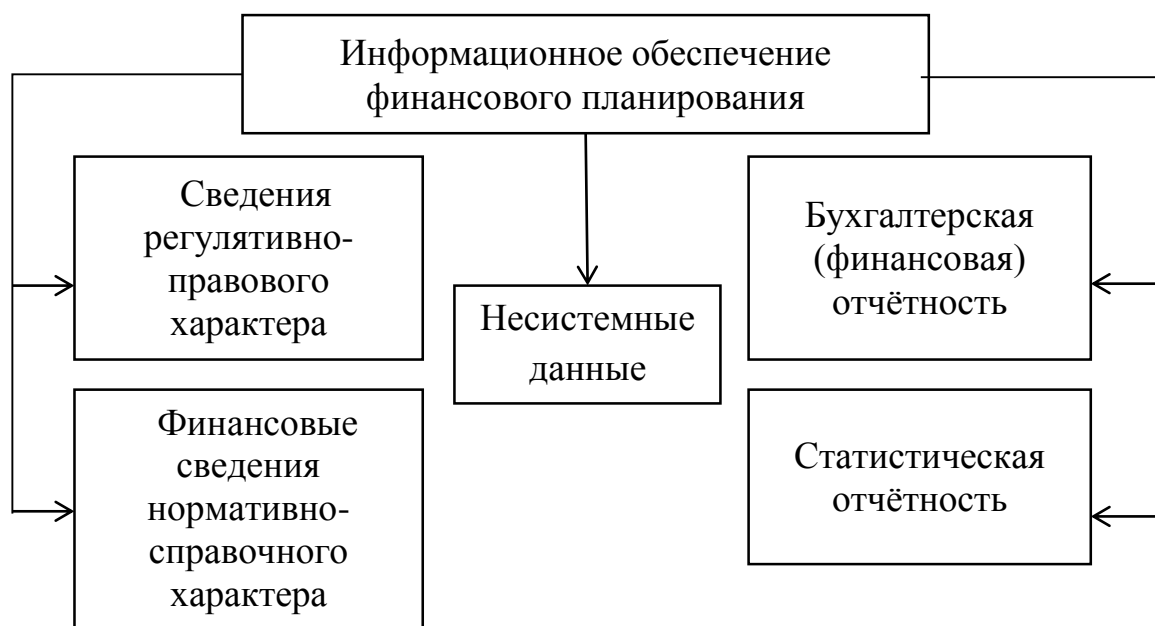 Информационное обеспечение
финансового планирования
Сведения
регулятивно-
правового
характера
Финансовые
сведения
нормативно-
справочного
характера
Несистемные
данные
Бухгалтерская
(финансовая)
отчётность
Статистическая
отчётность